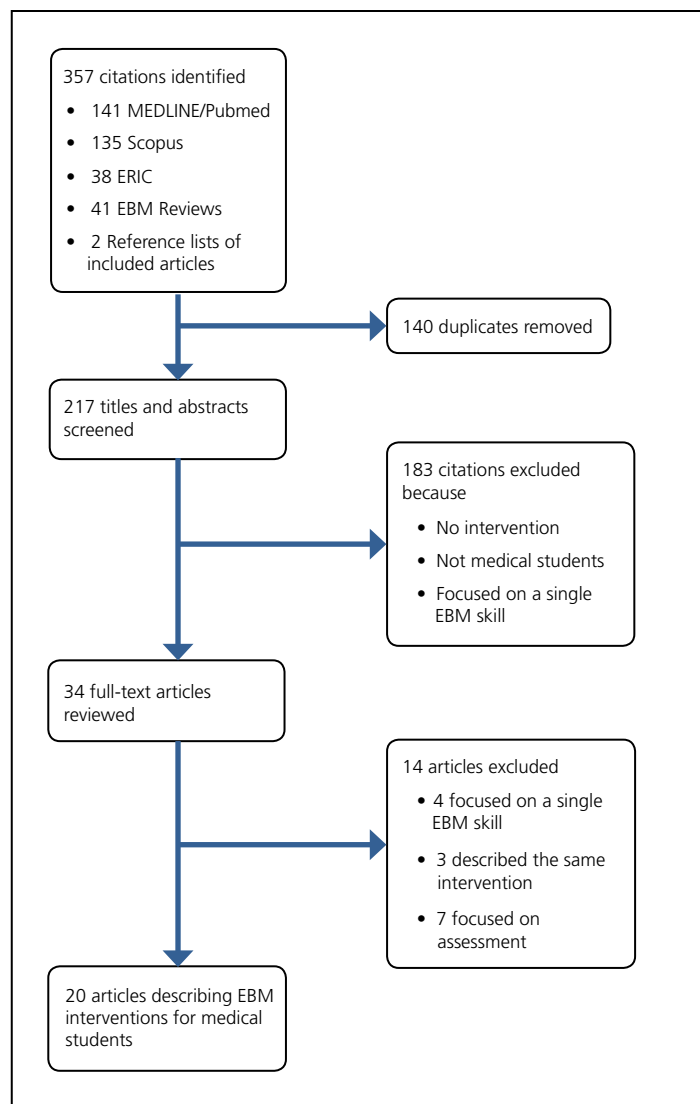 357 citations identified
• 141 MEDLINE/Pubmed
• 135 Scopus
• 38 ERIC
• 41 EBM Reviews
• 2 Reference lists of
included articles
140 duplicates removed
217 titles and abstracts
screened
183 citations excluded
because
• No intervention
• Not medical students
• Focused on a single
EBM skill
34 full-text articles
reviewed
14 articles excluded
• 4 focused on a single
EBM skill
• 3 described the same
intervention
• 7 focused on
assessment
20 articles describing EBM
interventions for medical
students